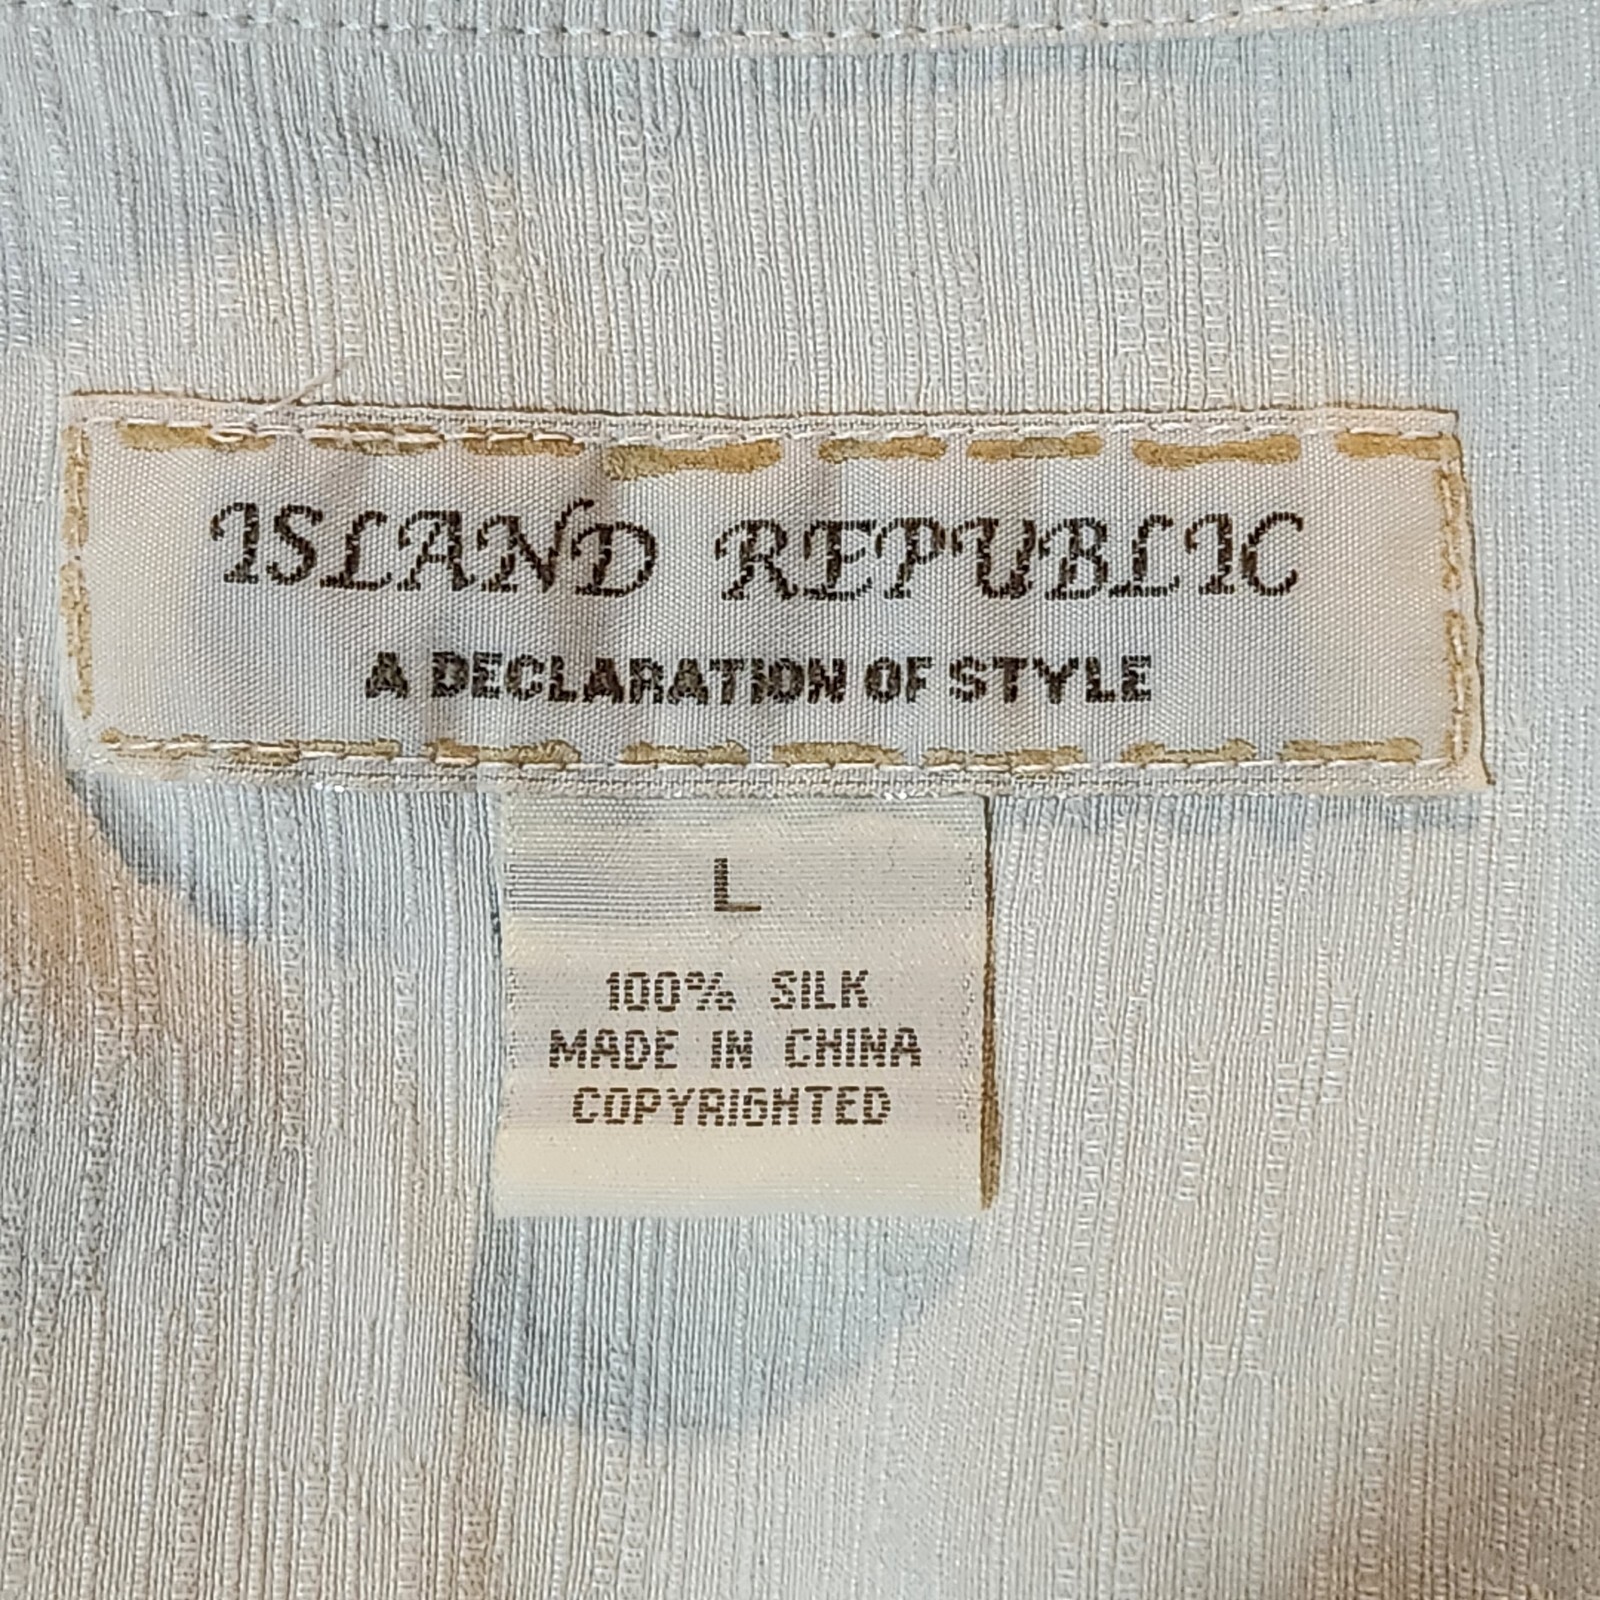 ISLAND REPUBLIC
A DECLARATION OF STYLE
L
100% SILK
MADE IN CHINA
COPYRIGHTED